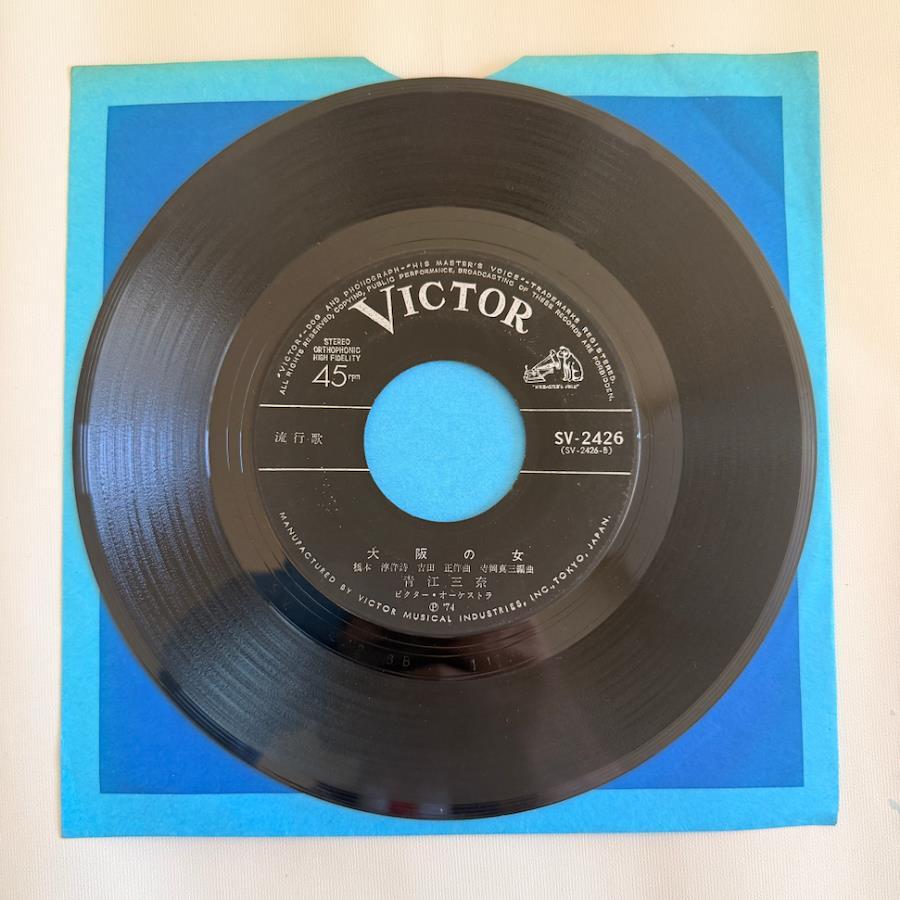 "VICTOR"-DOG AND PHONOGRAPH-"HIS MASTER'S VOICE"-TRADEMARKS REGISTERED.
ALL RIGHTS RESERVED, COPYING, PUBLIC PERFORMANCE, BROADCASTING OF THESE RECORDS ARE FORBIDDEN.
VICTOR
STEREO
ORTHOPHONIC
HIGH FIDELITY
45rpm
"HIS MASTER'S VOICE"
流行歌
SV-2426
(SV-2426-B)
大阪の女
橋本 淳作詩 吉田 正作曲 寺岡真三編曲
青江三奈
ビクター・オーケストラ
Ⓟ '74
MANUFACTURED BY VICTOR MUSICAL INDUSTRIES, INC., TOKYO, JAPAN.